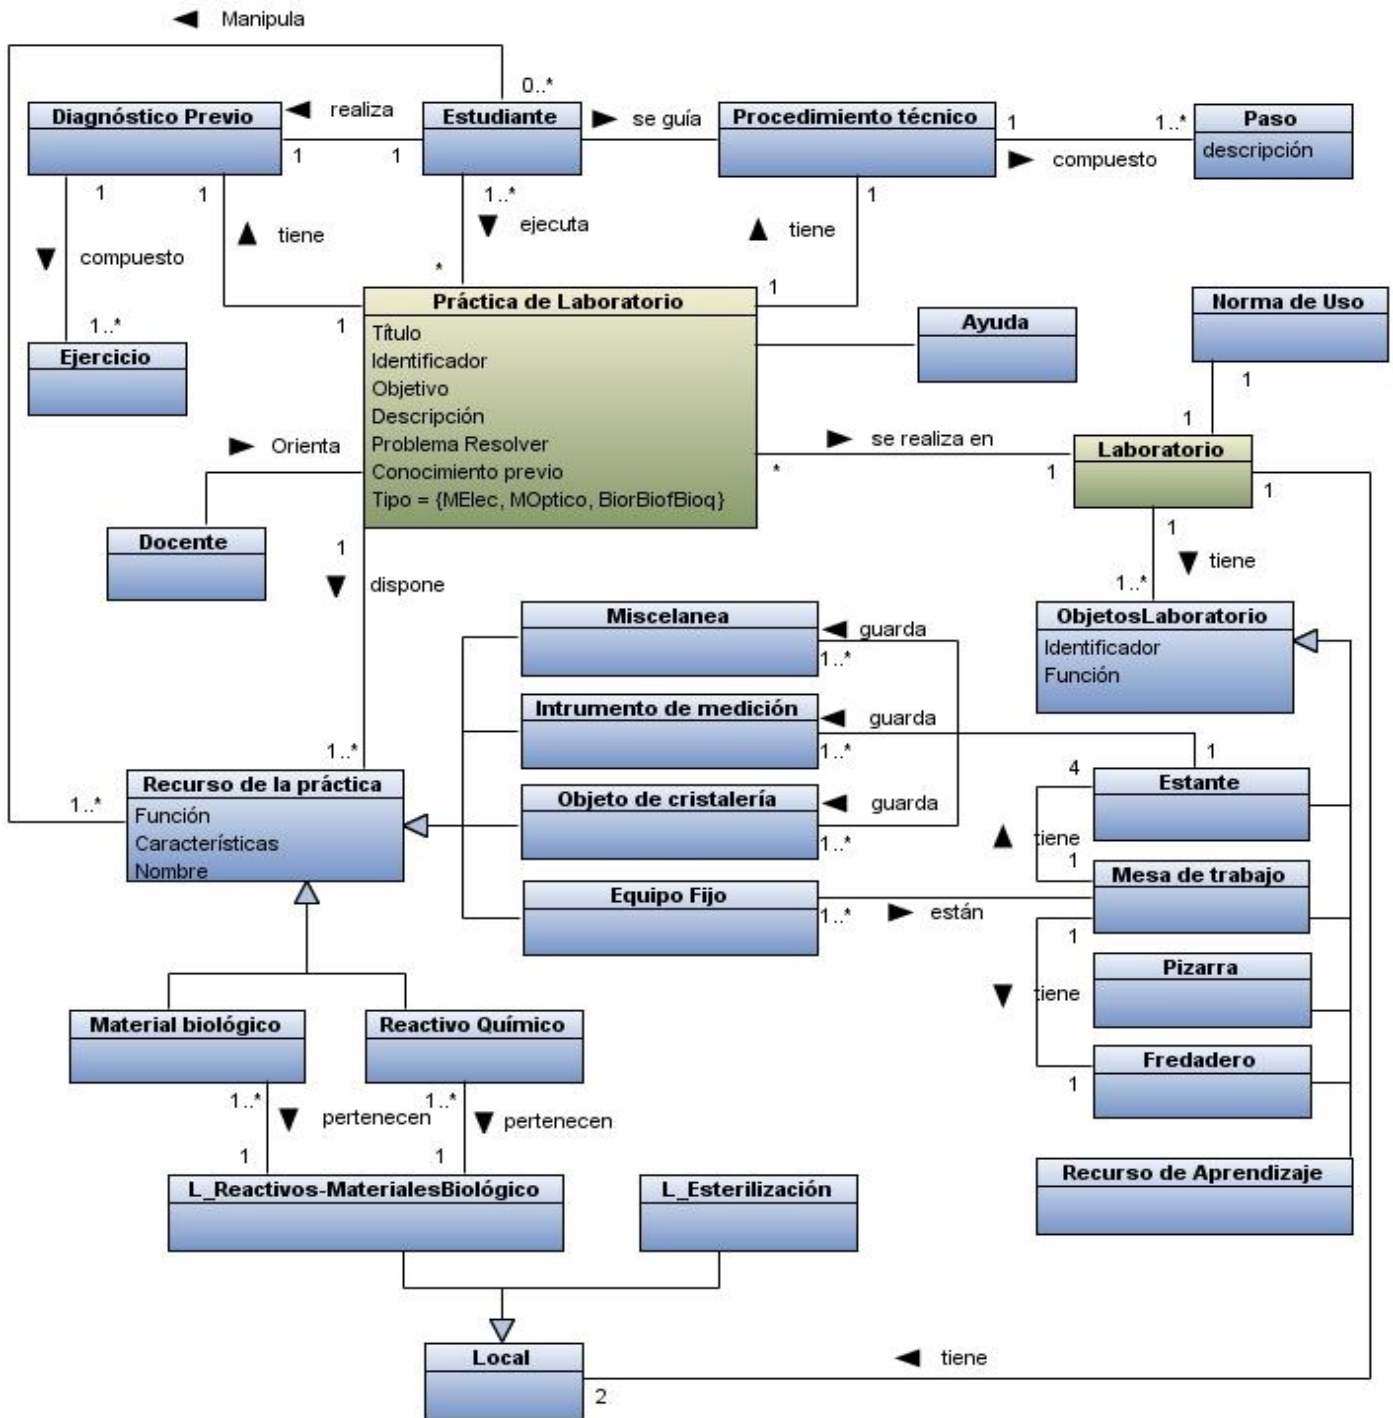 Manipula
0..*
Diagnóstico Previo
realiza
Estudiante
se guía
Procedimiento técnico
1
1..*
Paso
descripción
compuesto
1
1
1
1
1..*
1
tiene
ejecuta
tiene
compuesto
*
1
Práctica de Laboratorio
Título
Identificador
Objetivo
Descripción
Problema Resolver
Conocimiento previo
Tipo = {MElec, MOptico, BiorBiofBioq}
1..*
1
Ejercicio
Ayuda
Norma de Uso
1
1
Orienta
se realiza en
*
1
Laboratorio
1
1
Docente
1
dispone
tiene
1..*
Miscelanea
guarda
1..*
ObjetosLaboratorio
Identificador
Función
Intrumento de medición
guarda
1..*
1..*
1
4
Recurso de la práctica
Función
Características
Nombre
1..*
Objeto de cristalería
guarda
1..*
Estante
tiene
1
Equipo Fijo
1..*
están
Mesa de trabajo
1
Pizarra
tiene
Material biológico
Reactivo Químico
Fredadero
1
1..*
1..*
pertenecen
pertenecen
1
1
L_Reactivos-MaterialesBiológico
L_Esterilización
Recurso de Aprendizaje
Local
tiene
2